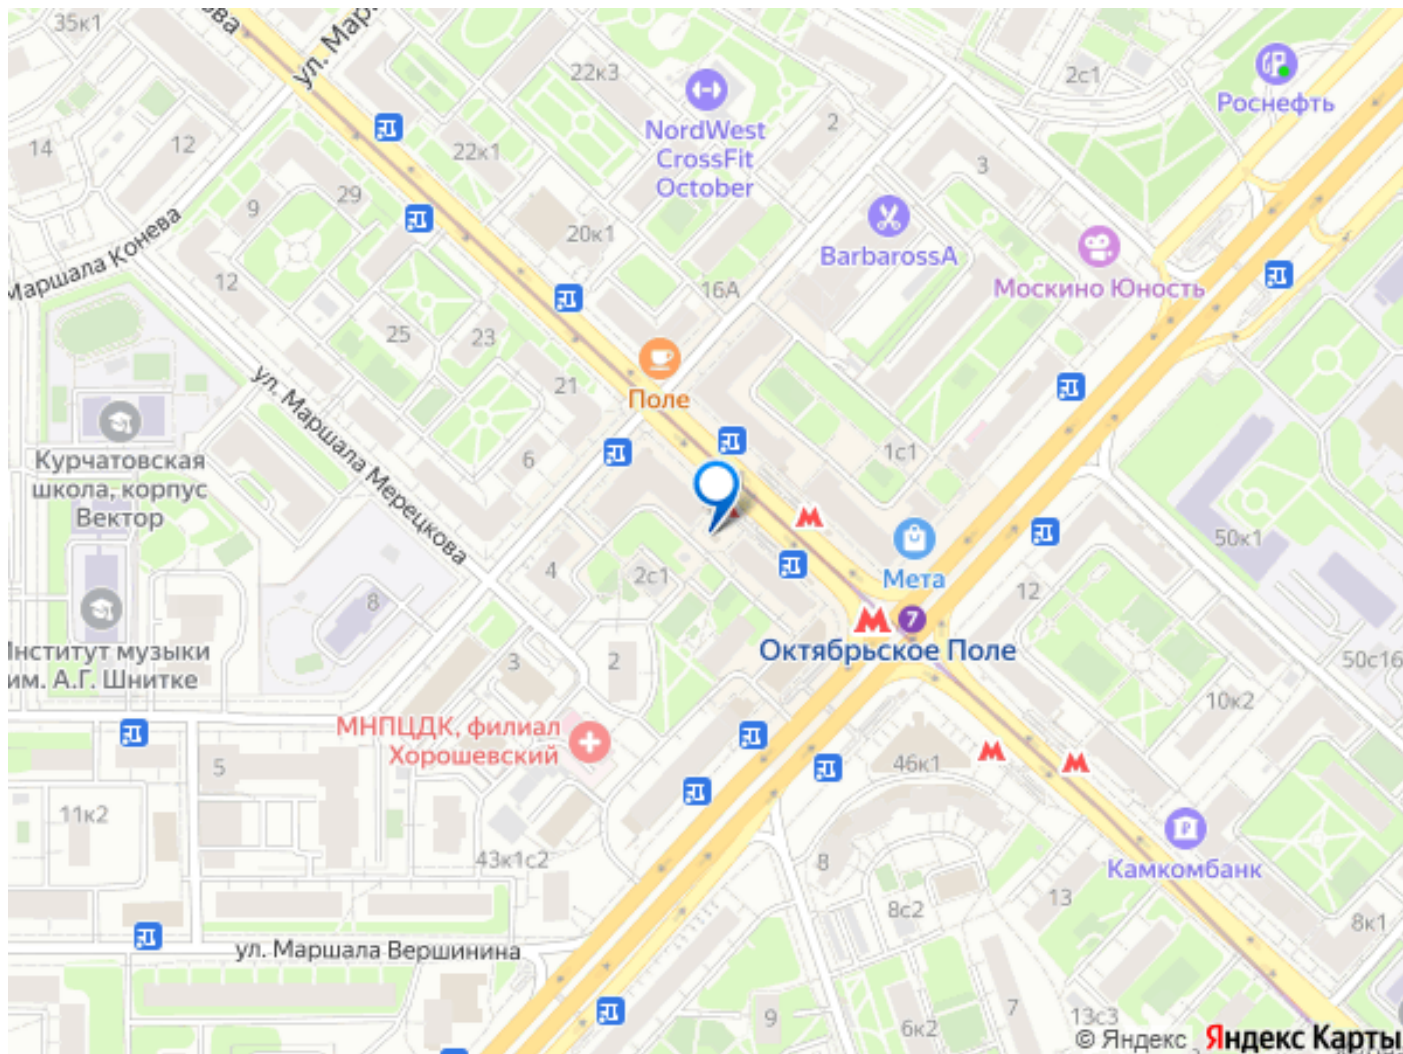 35к1
ова
ул. Мар
22к3
2с1
Роснефть
NordWest
CrossFit
October
2
14
12
22к1
3
29
9
20к1
BarbarossA
Маршала Конева
12
16А
Москино Юность
25
23
21
Поле
ул. Маршала Мерецкова
Курчатовская
школа, корпус
Вектор
6
1с1
50к1
4
2с1
Мета
12
8
7
Октябрьское Поле
нститут музыки
им. А.Г. Шнитке
3
2
50с16
10к2
МНПЦДК, филиал
Хорошевский
5
46к1
11к2
Камкомбанк
43к1с2
8
13
8с2
8к1
ул. Маршала Вершинина
9
6к2
7
13с3
© Яндекс Яндекс Карты